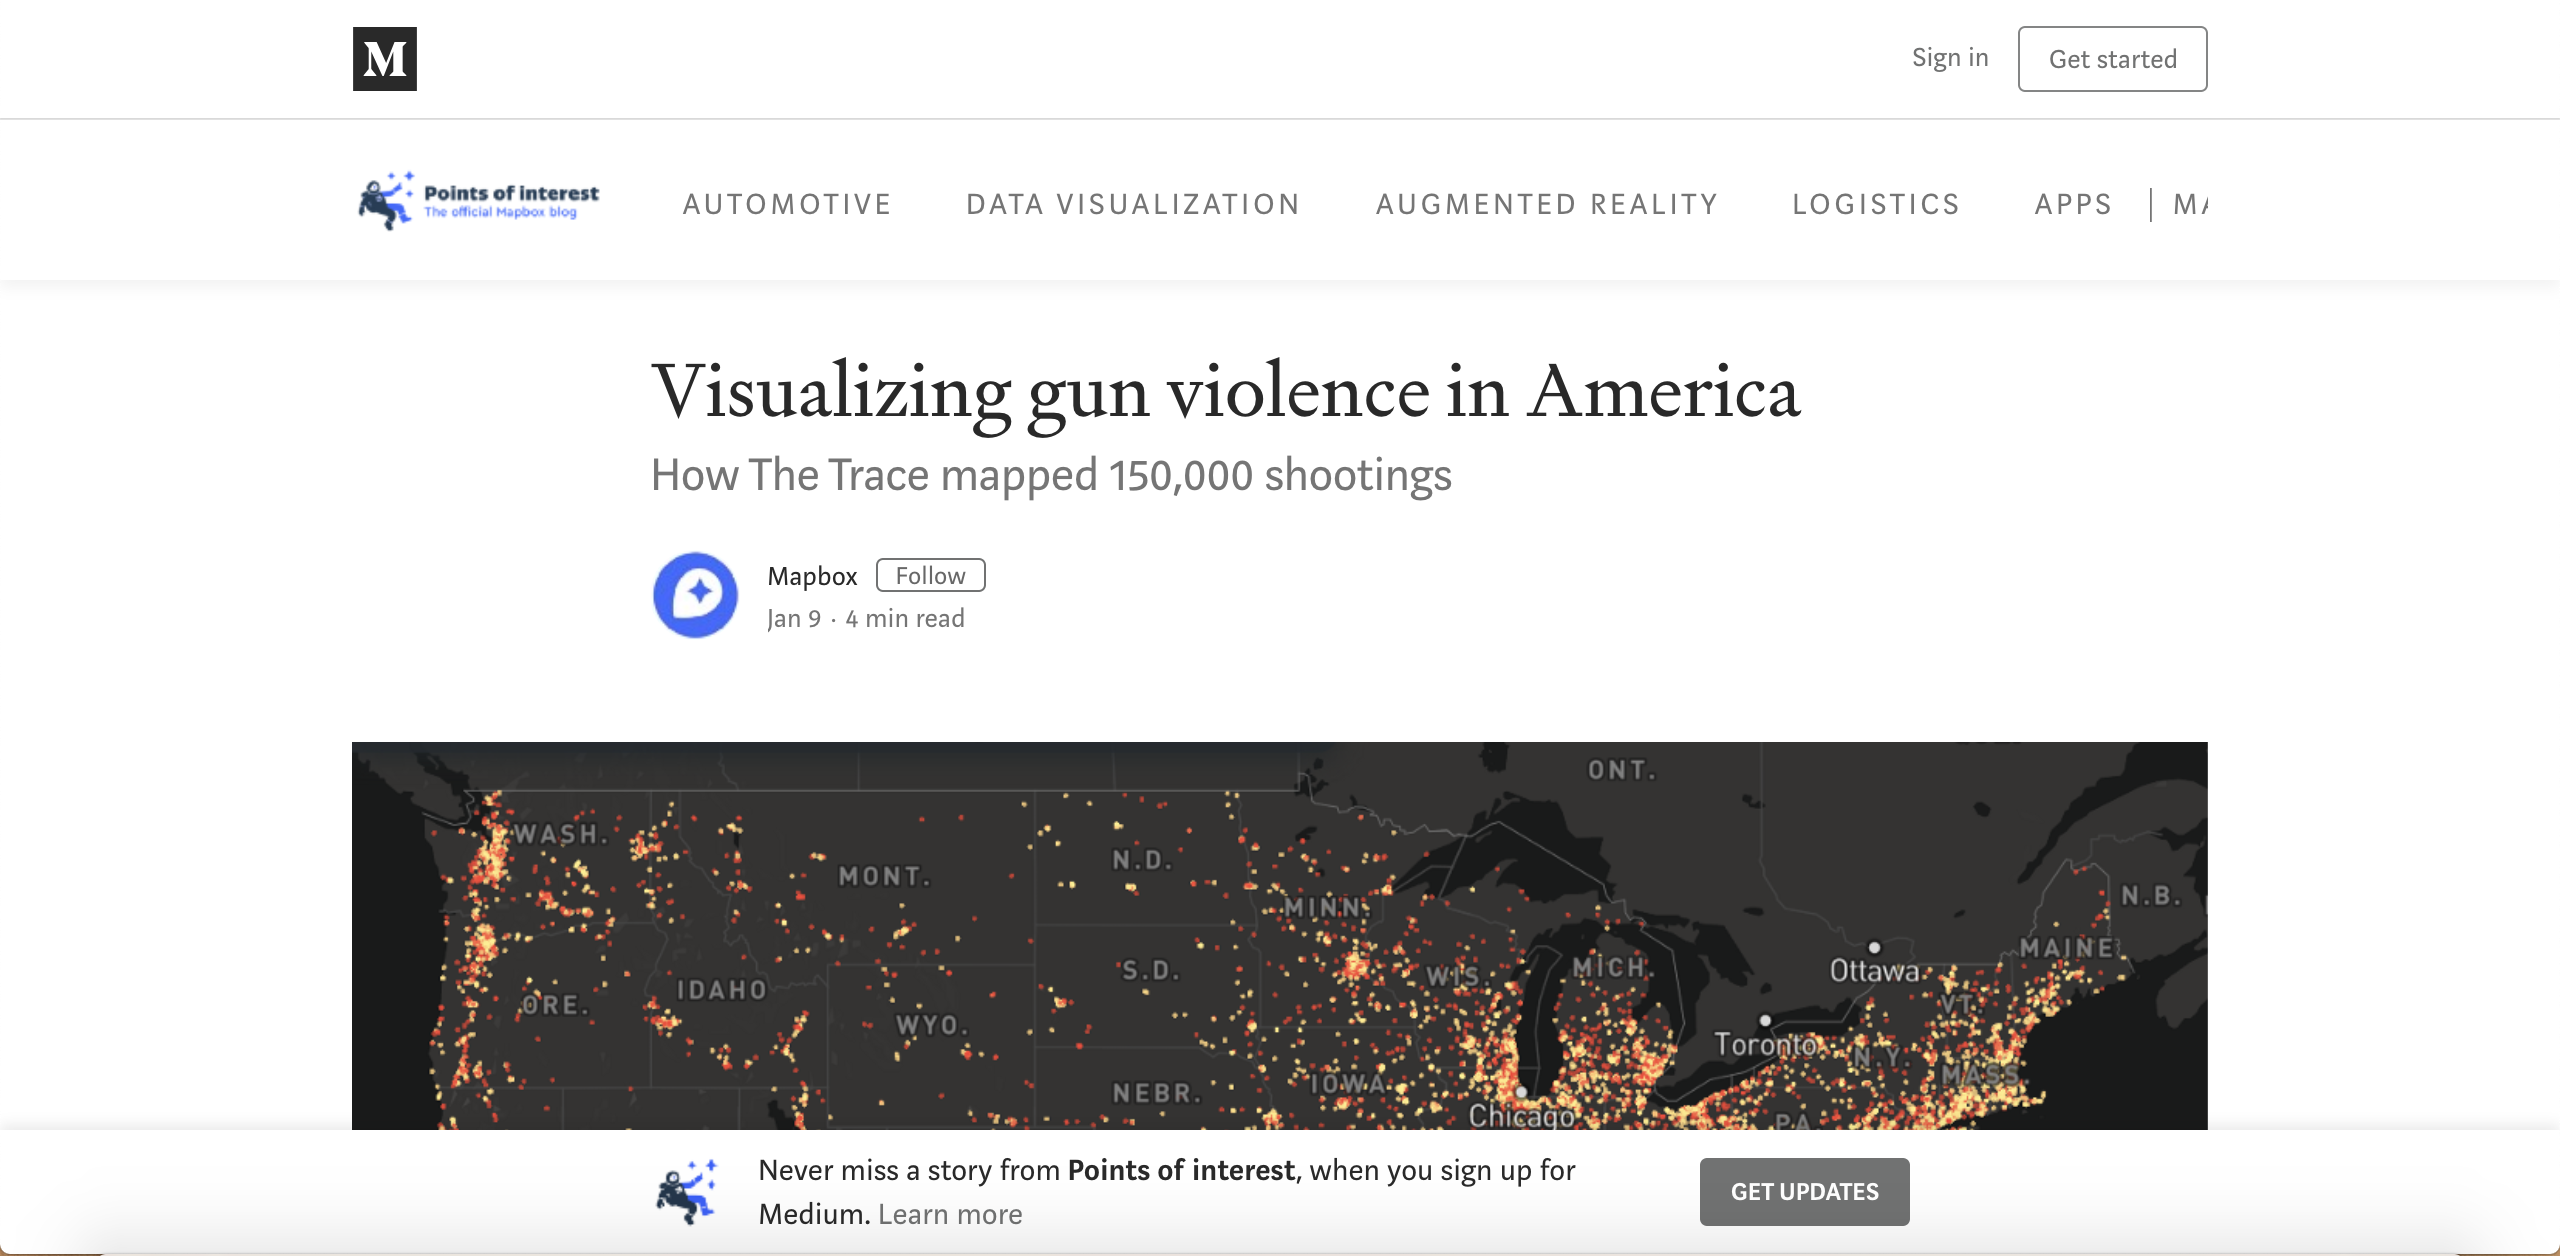 M
Sign in
Get started
Points of interest
The official Mapbox blog
AUTOMOTIVE
DATA VISUALIZATION
AUGMENTED REALITY
LOGISTICS
APPS
MA
Visualizing gun violence in America
How The Trace mapped 150,000 shootings
Mapbox
Follow
Jan 9 · 4 min read
ONT.
WASH.
N.D.
MONT.
N.B.
MINN.
MAINE
S.D.
WIS.
MICH.
Ottawa
IDAHO
ORE.
VT.
WYO.
Toronto
N.Y.
MASS.
IOWA
NEBR.
Chicago
PA.
Never miss a story from Points of interest, when you sign up for
Medium. Learn more
GET UPDATES